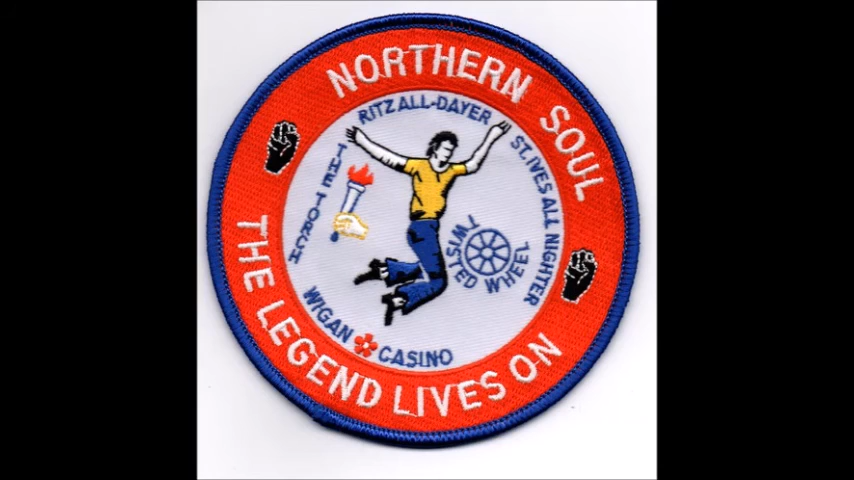 NORTHERN SOUL
THE LEGEND LIVES ON
RITZ ALL-DAYER
ST. IVES ALL NIGHTER
THE TORCH
TWISTED WHEEL
WIGAN CASINO